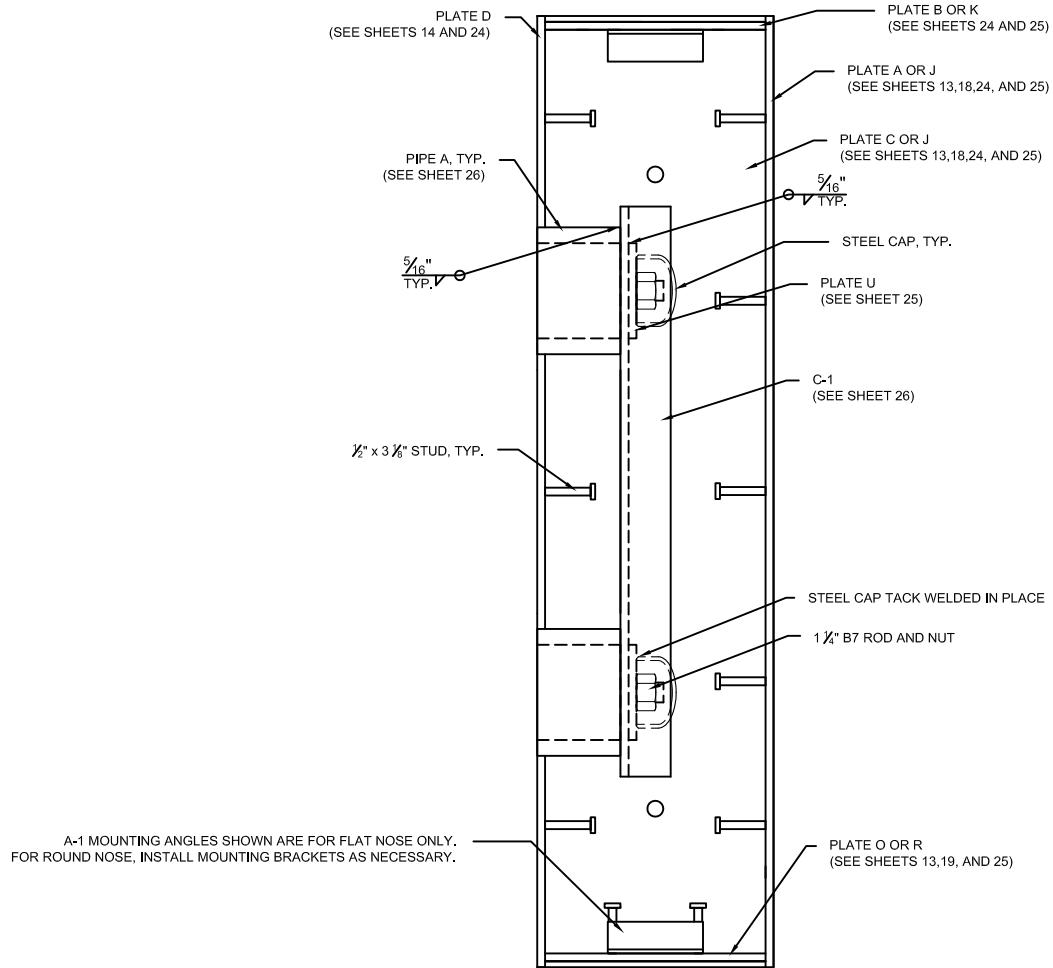 PLATE D
(SEE SHEETS 14 AND 24)
PLATE B OR K
(SEE SHEETS 24 AND 25)
PLATE A OR J
(SEE SHEETS 13,18,24, AND 25)
PLATE C OR J
(SEE SHEETS 13,18,24, AND 25)
PIPE A, TYP.
(SEE SHEET 26)
5/16"
TYP.
STEEL CAP, TYP.
5/16"
TYP.
PLATE U
(SEE SHEET 25)
C-1
(SEE SHEET 26)
1/2" x 3 1/8" STUD, TYP.
STEEL CAP TACK WELDED IN PLACE
1 1/4" B7 ROD AND NUT
A-1 MOUNTING ANGLES SHOWN ARE FOR FLAT NOSE ONLY.
FOR ROUND NOSE, INSTALL MOUNTING BRACKETS AS NECESSARY.
PLATE O OR R
(SEE SHEETS 13,19, AND 25)